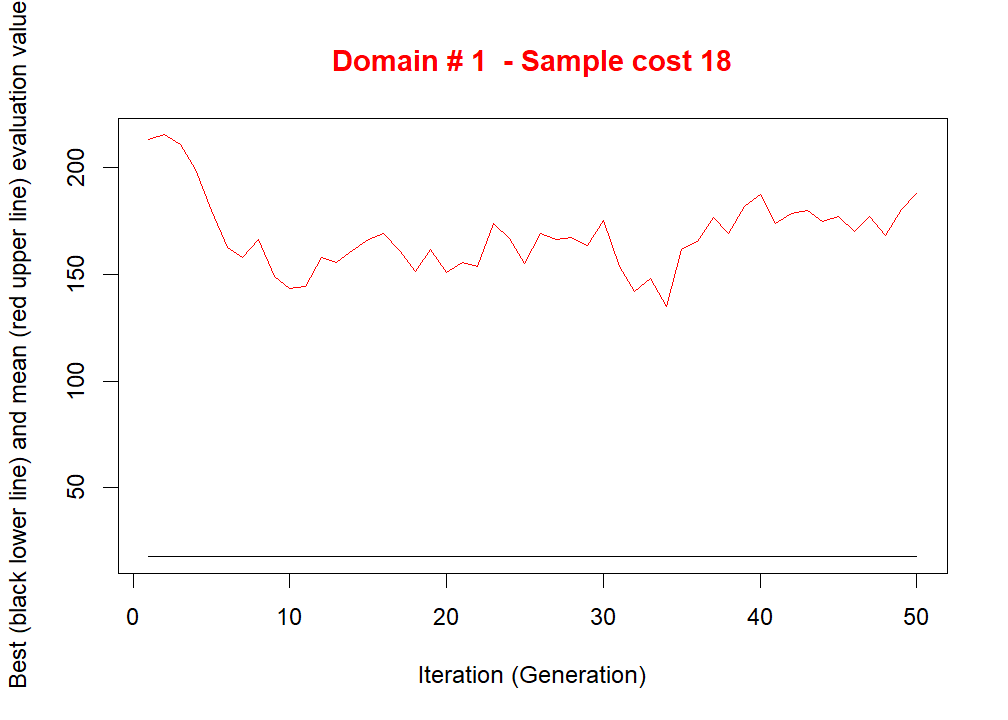 Domain # 1 - Sample cost 18
Best (black lower line) and mean (red upper line) evaluation value
200
150
100
50
0 10 20 30 40 50
Iteration (Generation)